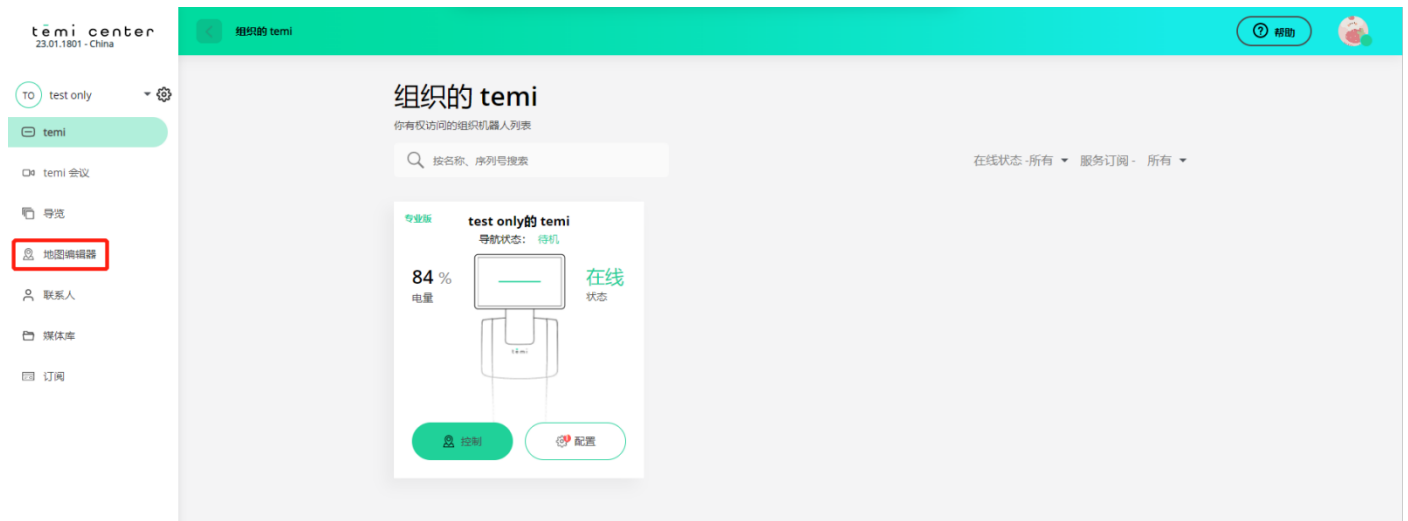 tēmi center
23.01.1801 - China
组织的 temi
帮助
TO test only
temi
temi 会议
导览
地图编辑器
联系人
媒体库
订阅
组织的 temi
你有权访问的组织机器人列表
按名称、序列号搜索
在线状态 -所有 服务订阅 - 所有
专业版
test only的 temi
导航状态： 待机
84 %
电量
在线
状态
tēmi
控制
配置